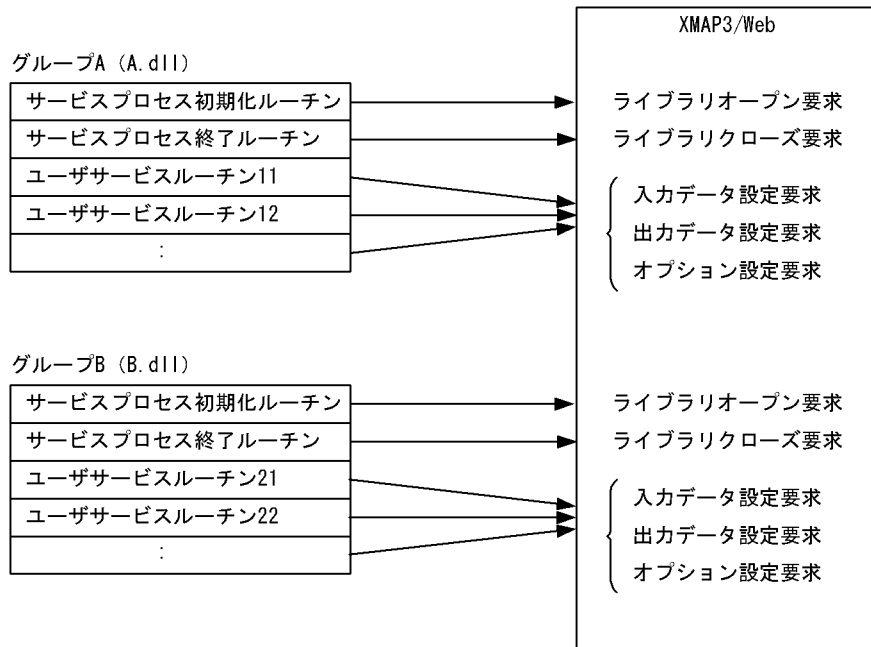 XMAP3/Web
グループA（A.dll）
サービスプロセス初期化ルーチン
ライブラリオープン要求
サービスプロセス終了ルーチン
ライブラリクローズ要求
ユーザサービスルーチン11
ユーザサービスルーチン12
:
入力データ設定要求
出力データ設定要求
オプション設定要求
グループB（B.dll）
サービスプロセス初期化ルーチン
ライブラリオープン要求
サービスプロセス終了ルーチン
ライブラリクローズ要求
ユーザサービスルーチン21
ユーザサービスルーチン22
:
入力データ設定要求
出力データ設定要求
オプション設定要求